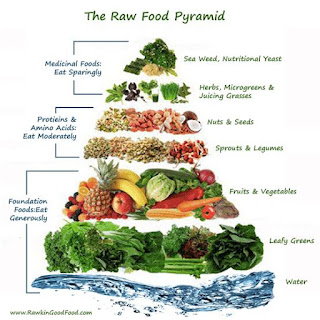 The Raw Food Pyramid
Medicinal Foods:
Eat Sparingly
Sea Weed, Nutritional Yeast
Herbs, Microgreens &
Juicing Grasses
Proteins &
Amino Acids:
Eat Moderately
Nuts & Seeds
Sprouts & Legumes
Foundation
Foods:Eat
Generously
Fruits & Vegetables
Leafy Greens
Water
www.RawkinGoodFood.com